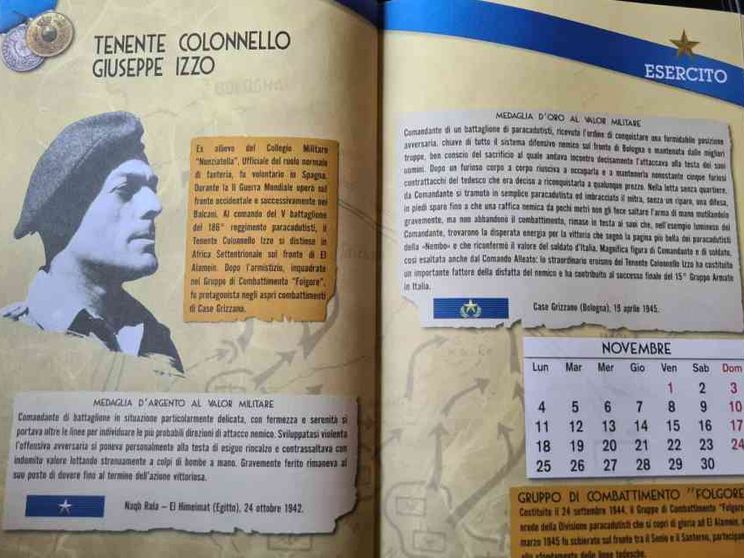 TENENTE COLONNELLO
GIUSEPPE IZZO
BOLOGNA
Ex allievo del Collegio Militare
"Nunziatella", Ufficiale del ruolo normale
di fanteria, fu volontario in Spagna.
Durante la II Guerra Mondiale operò sul
fronte occidentale e successivamente nei
Balcani. Al comando del V battaglione
del 186° reggimento paracadutisti, il
Tenente Colonnello Izzo si distinse in
Africa Settentrionale sul fronte di El
Alamein. Dopo l'armistizio, inquadrato
nel Gruppo di Combattimento "Folgore",
fu protagonista negli aspri combattimenti
di Case Grizzano.
MEDAGLIA D'ARGENTO AL VALOR MILITARE
Comandante di battaglione in situazione particolarmente delicata, con fermezza e serenità si
portava oltre le linee per individuare le più probabili direzioni di attacco nemico. Sviluppatasi violenta
l'offensiva avversaria si poneva personalmente alla testa di esiguo rincalzo e contrassaltava con
indomito valore lottando strenuamente a colpi di bombe a mano. Gravemente ferito rimaneva al
suo posto di dovere fino al termine dell'azione vittoriosa.
Naqb Rala – El Himeimat (Egitto), 24 ottobre 1942.
ESERCITO
MEDAGLIA D'ORO AL VALOR MILITARE
Comandante di un battaglione di paracadutisti, ricevuto l'ordine di conquistare una formidabile posizione
avversaria, chiave di tutto il sistema difensivo nemico sul fronte di Bologna e mantenuta dalle migliori
truppe, ben conscio del sacrificio al quale andava incontro decisamente l'attaccava alla testa dei suoi
uomini. Dopo un furioso corpo a corpo riusciva a occuparla e a mantenerla nonostante cinque furiosi
contrattacchi del tedesco che era deciso a riconquistarla a qualunque prezzo. Nella lotta senza quartiere,
da Comandante si tramuta in semplice paracadutista ed imbracciato il mitra, senza un riparo, una difesa,
in piedi spara fino a che una raffica nemica da pochi metri non gli fece saltare l'arma di mano mutilandolo
gravemente, ma non abbandonò il combattimento, rimase in testa ai suoi che, nell'esempio luminoso del
Comandante, trovarono la disperata energia per la vittoria che segnò la pagina più bella dei paracadutisti
della «Nembo» e che riconfermò il valore del soldato d'Italia. Magnifica figura di Comandante e di soldato,
così esaltata anche dal Comando Alleato: lo straordinario eroismo del Tenente Colonnello Izzo ha costituito
un importante fattore della disfatta del nemico e ha contribuito al successo finale del 15° Gruppo Armate
in Italia.
Case Grizzano (Bologna), 19 aprile 1945.
NOVEMBRE
Lun Mar Mer Gio Ven Sab Dom
1 2 3
4 5 6 7 8 9 10
11 12 13 14 15 16 17
18 19 20 21 22 23 24
25 26 27 28 29 30
GRUPPO DI COMBATTIMENTO "FOLGORE
Costituito il 24 settembre 1944, il Gruppo di Combattimento "Folgore
erede della Divisione paracadutisti che si coprì di gloria ad El Alamein,
marzo 1945 fu schierato sul fronte tra il Senio e il Santerno, partecipan